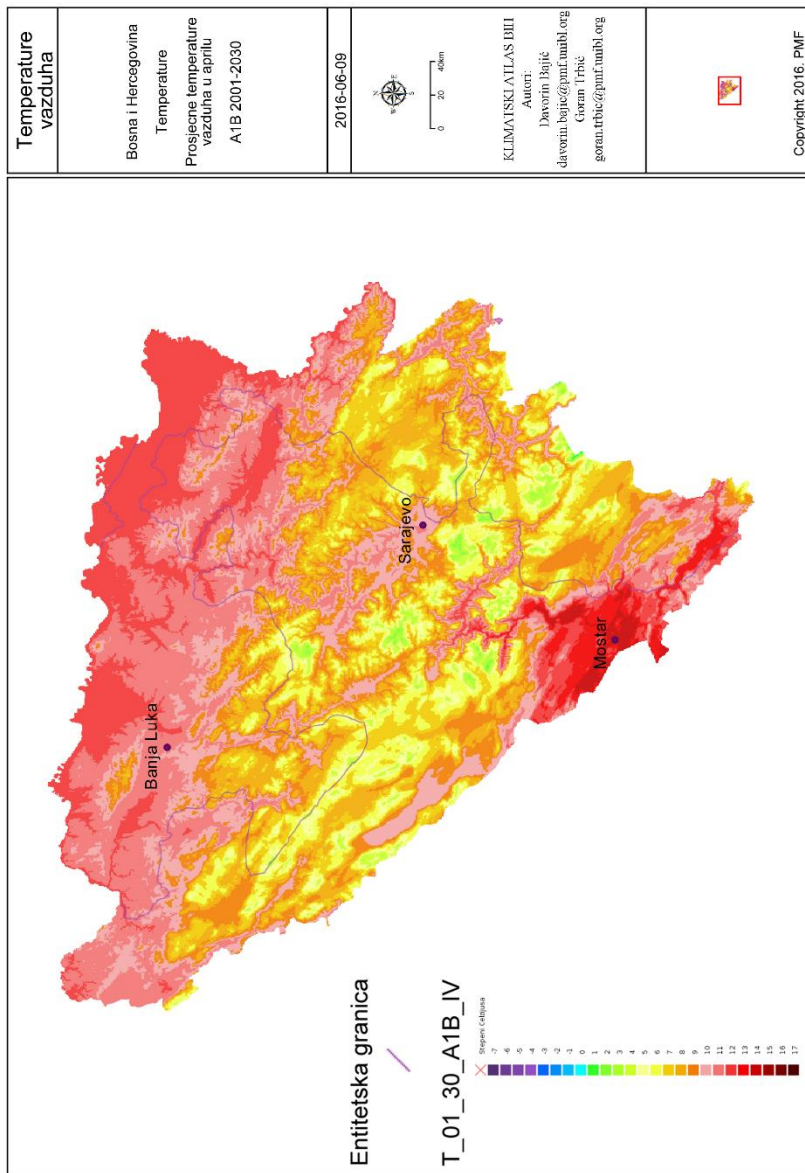 Temperature
vazduha
Bosna i Hercegovina
Temperature
Prosjecne temperature
vazduha u aprilu
A1B 2001-2030
2016-06-09
N
E
S
W
0 20 40km
KLIMATSKI ATLAS BIH
Autori:
Davorin Bajić
davorin.bajic@pmf.unibl.org
Goran Trbić
goran.trbic@pmf.unibl.org
Copyright 2016. PMF
Banja Luka
Sarajevo
Mostar
Entitetska granica
T_01_30_A1B_IV
Stepeni Celzijusa
-7
-6
-5
-4
-3
-2
-1
0
1
2
3
4
5
6
7
8
9
10
11
12
13
14
15
16
17